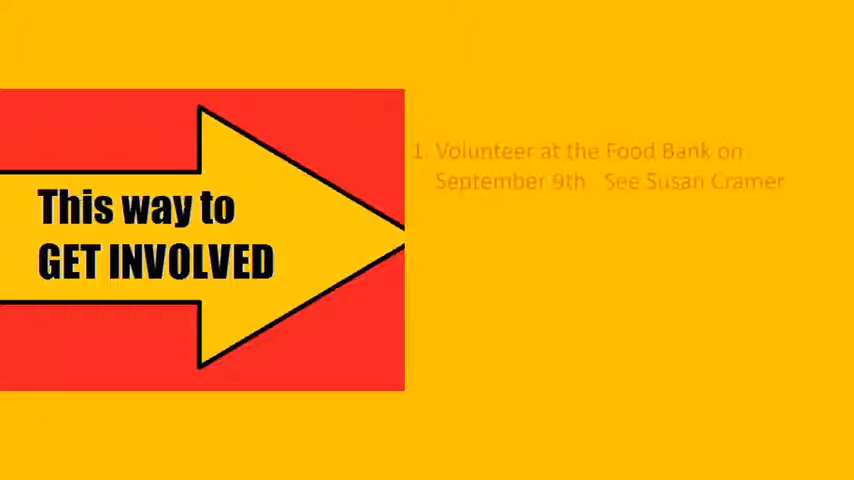 This way to
GET INVOLVED
1 Volunteer at the Food Bank on
September 9th See Susan Cramer